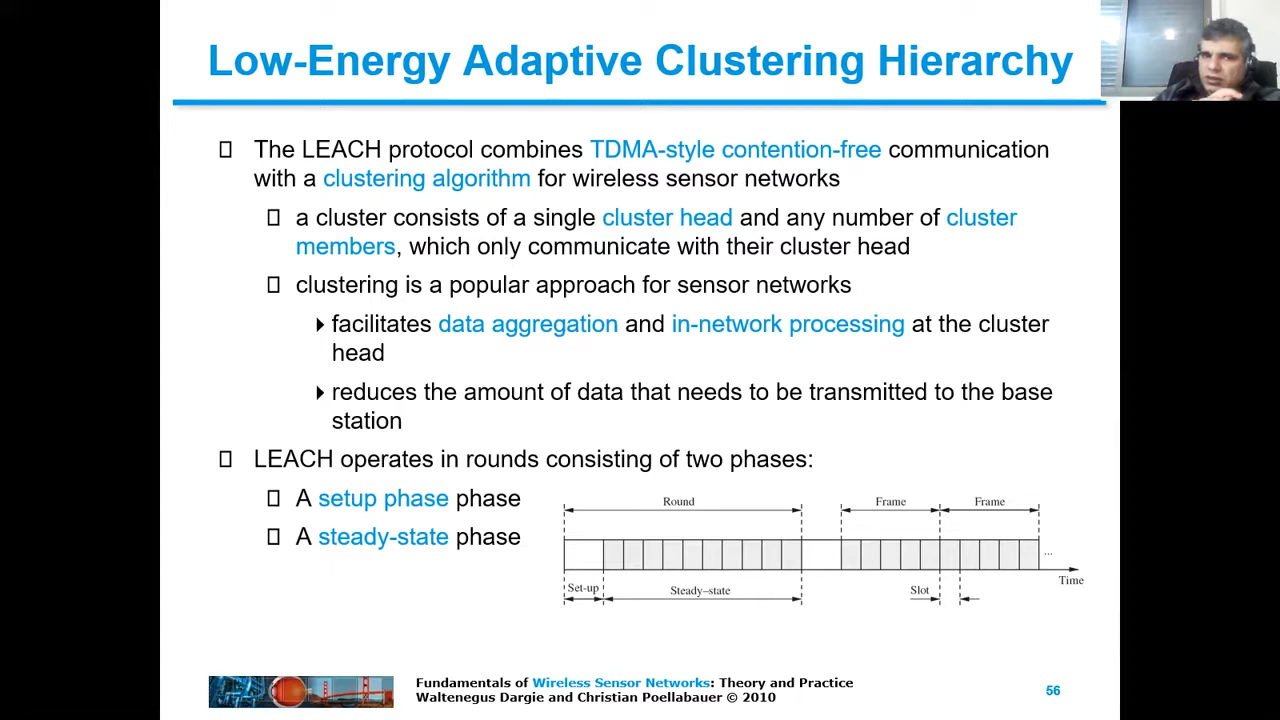 Low-Energy Adaptive Clustering Hierarchy
The LEACH protocol combines TDMA-style contention-free communication
with a clustering algorithm for wireless sensor networks
a cluster consists of a single cluster head and any number of cluster
members, which only communicate with their cluster head
clustering is a popular approach for sensor networks
facilitates data aggregation and in-network processing at the cluster
head
reduces the amount of data that needs to be transmitted to the base
station
LEACH operates in rounds consisting of two phases:
A setup phase phase
A steady-state phase
Round
Frame
Frame
...
Time
Set-up
Steady–state
Slot
Fundamentals of Wireless Sensor Networks: Theory and Practice
Waltenegus Dargie and Christian Poellabauer © 2010
56